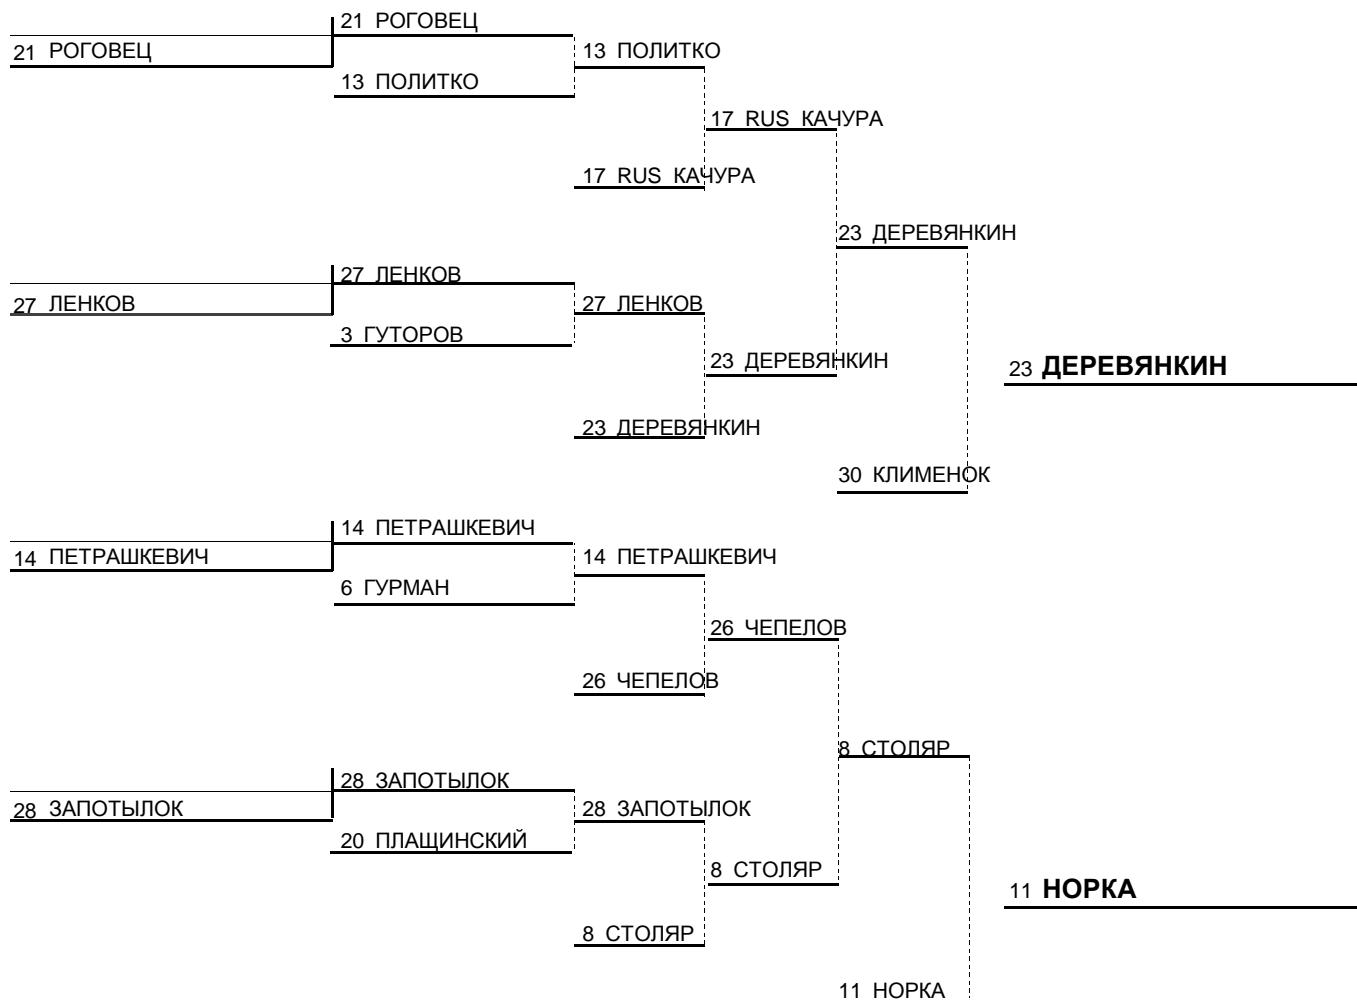 21 РОГОВЕЦ
21 РОГОВЕЦ
13 ПОЛИТКО
13 ПОЛИТКО
17 RUS КАЧУРА
17 RUS КАЧУРА
23 ДЕРЕВЯНКИН
27 ЛЕНКОВ
27 ЛЕНКОВ
27 ЛЕНКОВ
3 ГУТОРОВ
23 ДЕРЕВЯНКИН
23 ДЕРЕВЯНКИН
23 ДЕРЕВЯНКИН
30 КЛИМЕНОК
14 ПЕТРАШКЕВИЧ
14 ПЕТРАШКЕВИЧ
14 ПЕТРАШКЕВИЧ
6 ГУРМАН
26 ЧЕПЕЛОВ
26 ЧЕПЕЛОВ
8 СТОЛЯР
28 ЗАПОТЫЛОК
28 ЗАПОТЫЛОК
28 ЗАПОТЫЛОК
20 ПЛАЩИНСКИЙ
8 СТОЛЯР
11 НОРКА
8 СТОЛЯР
11 НОРКА